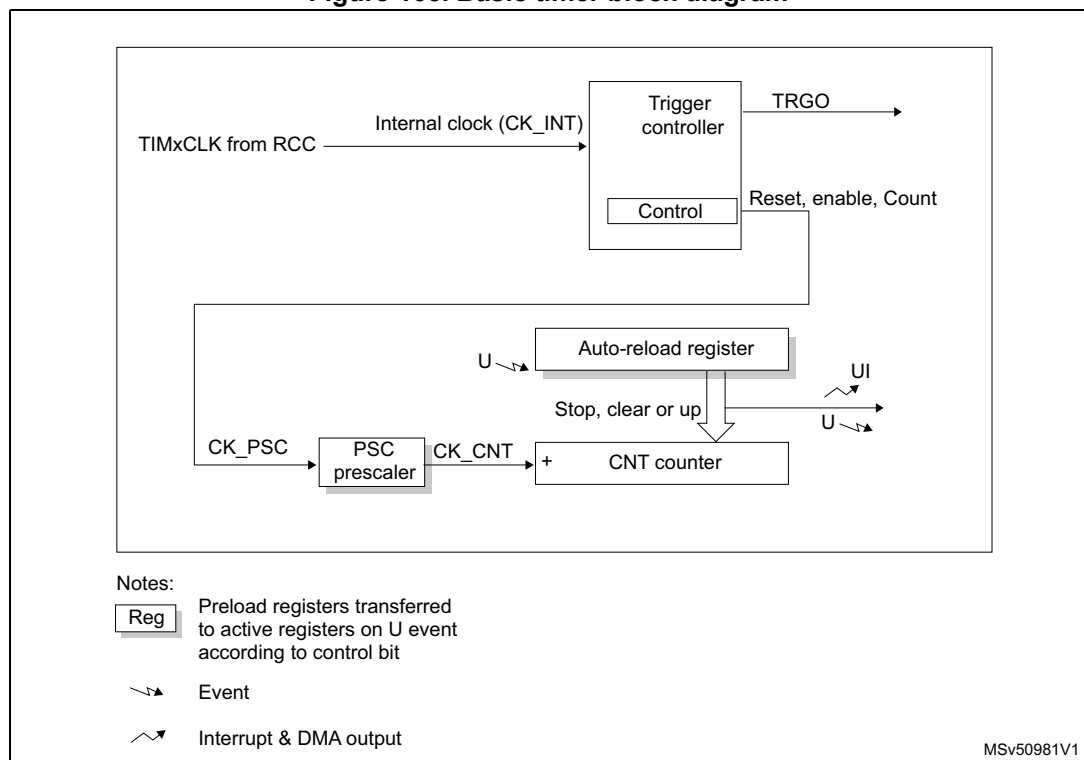 TRGO
Trigger
controller
Internal clock (CK_INT)
TIMxCLK from RCC
Reset, enable, Count
Control
Auto-reload register
U
UI
Stop, clear or up
U
CK_PSC
PSC
prescaler
CK_CNT
+
CNT counter
Notes:
Reg
Preload registers transferred
to active registers on U event
according to control bit
Event
Interrupt & DMA output
MSv50981V1